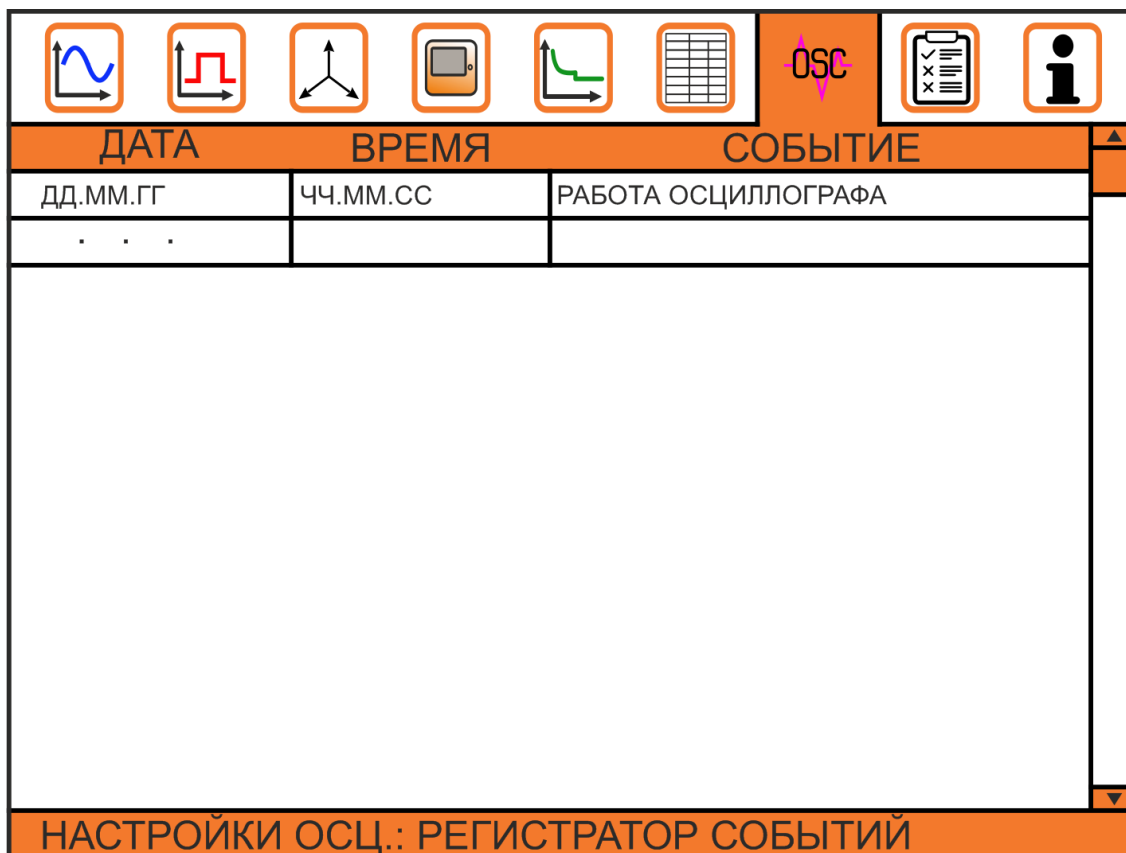 OSC
ДАТА ВРЕМЯ СОБЫТИЕ
ДД.ММ.ГГ ЧЧ.ММ.СС РАБОТА ОСЦИЛЛОГРАФА
. . .
НАСТРОЙКИ ОСЦ.: РЕГИСТРАТОР СОБЫТИЙ